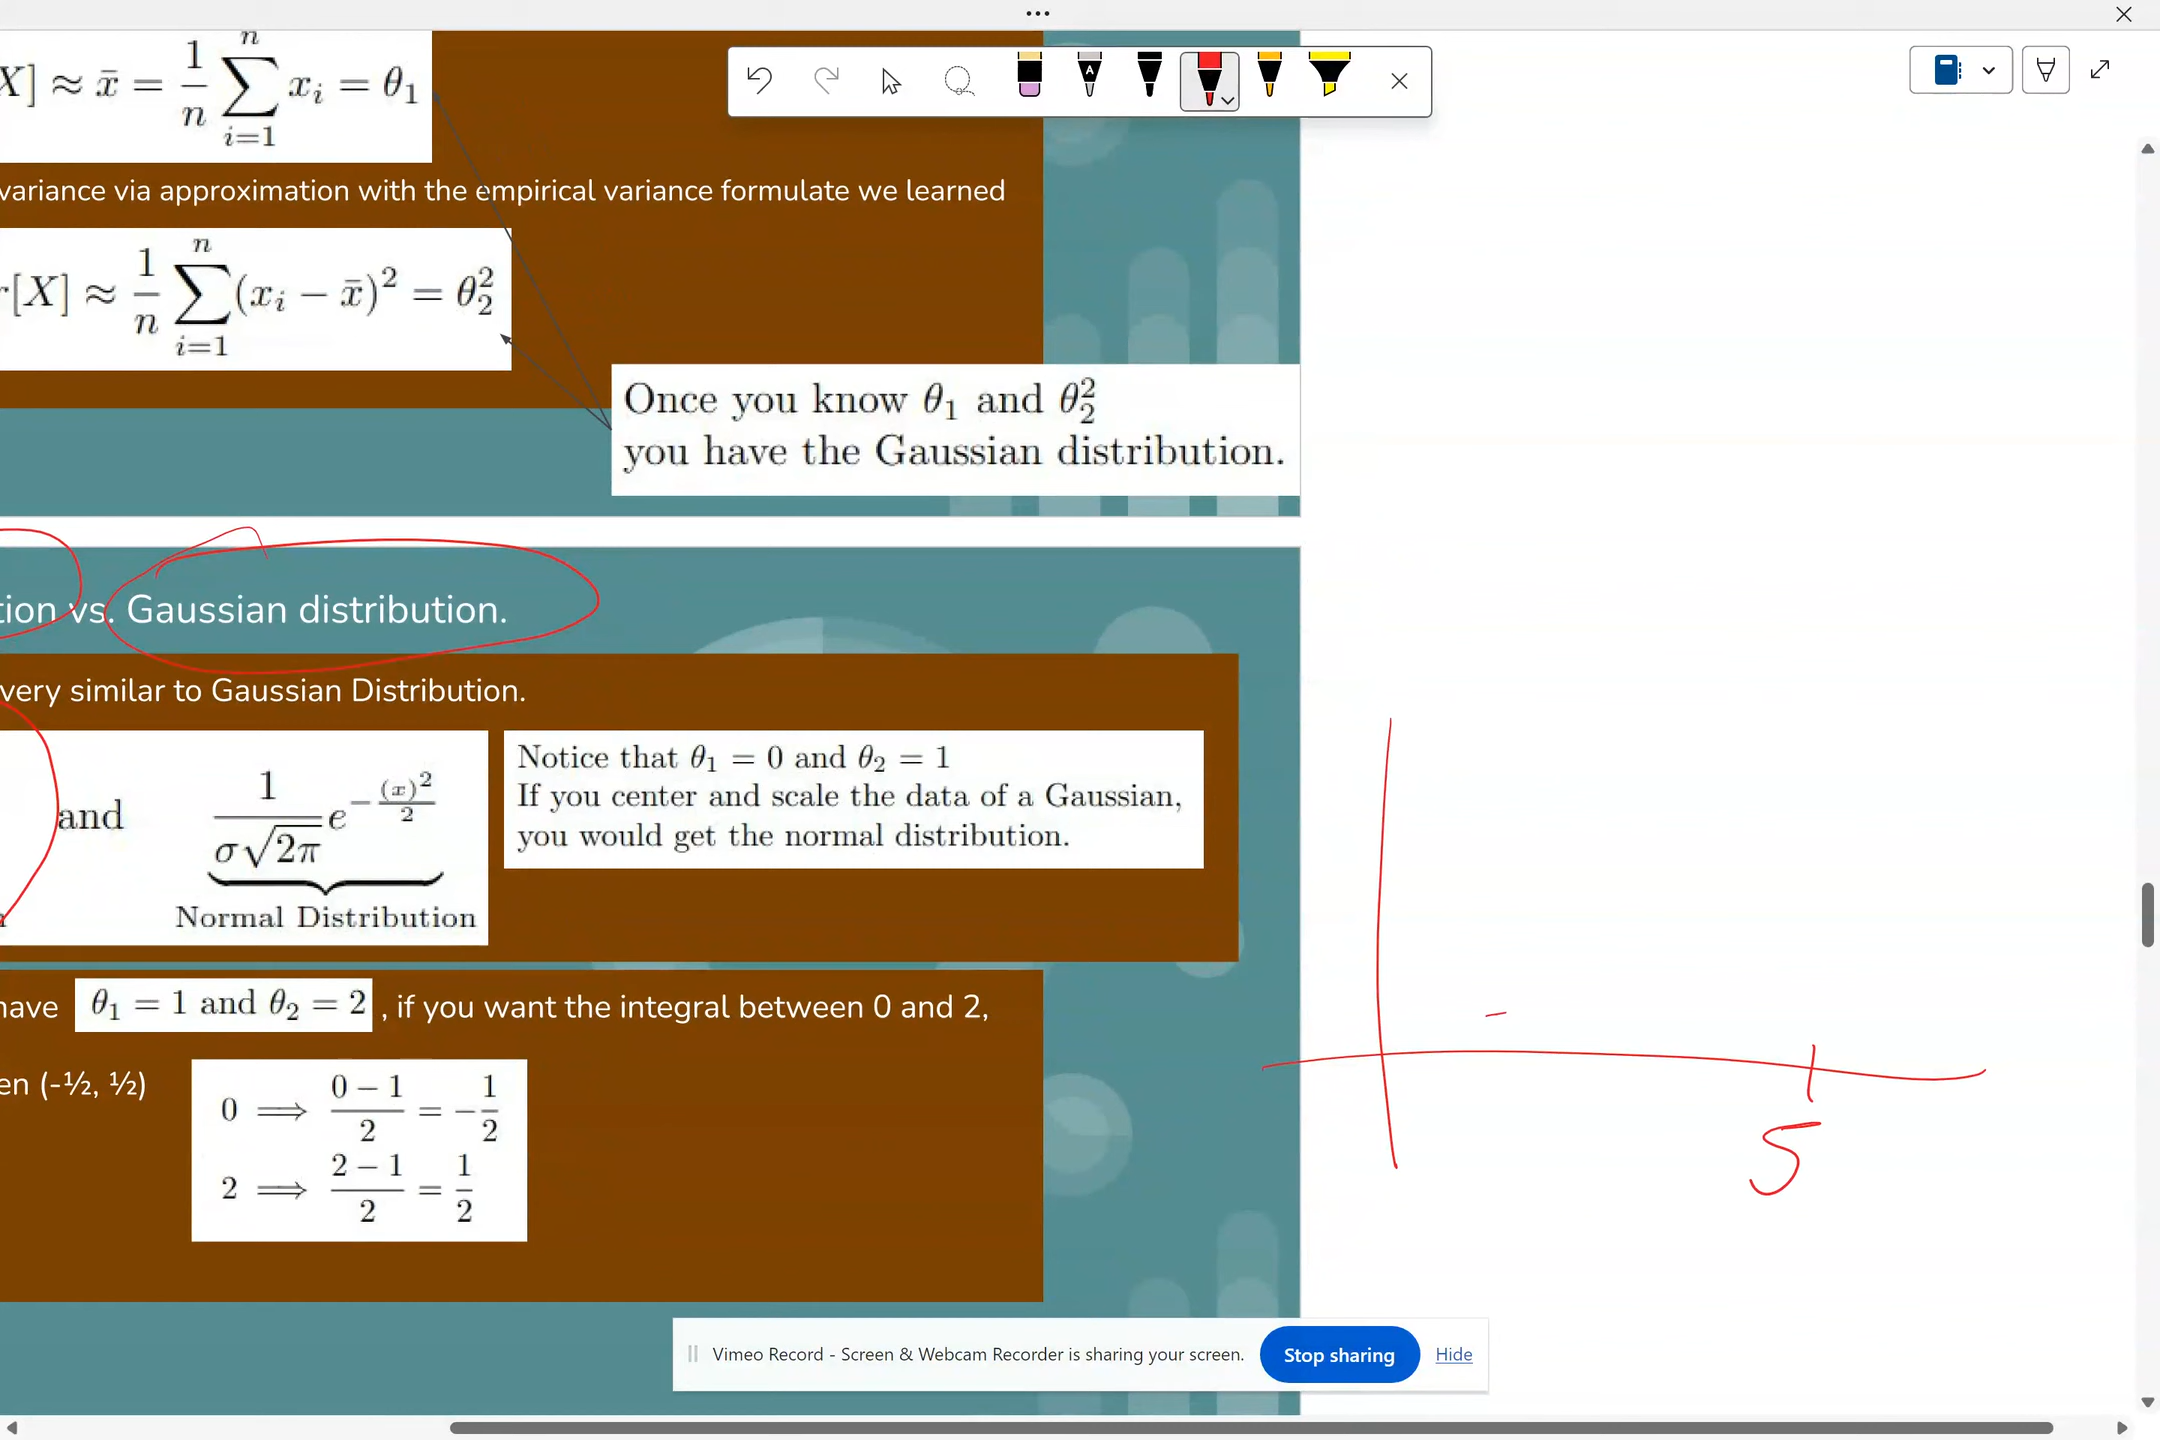 X] ≈ x̄ = 1/n ∑_{i=1}^{n} x_i = θ_1
variance via approximation with the empirical variance formulate we learned
r[X] ≈ 1/n ∑_{i=1}^{n} (x_i − x̄)^2 = θ_2^2
Once you know θ_1 and θ_2^2
you have the Gaussian distribution.
tion vs. Gaussian distribution.
very similar to Gaussian Distribution.
and 1/(σ√2π) e^{−(x)^2/2}
Normal Distribution
Notice that θ_1 = 0 and θ_2 = 1
If you center and scale the data of a Gaussian,
you would get the normal distribution.
have θ_1 = 1 and θ_2 = 2 , if you want the integral between 0 and 2,
en (-½, ½)
0 ⟹ (0 − 1)/2 = −1/2
2 ⟹ (2 − 1)/2 = 1/2
5
Vimeo Record - Screen & Webcam Recorder is sharing your screen. Stop sharing Hide